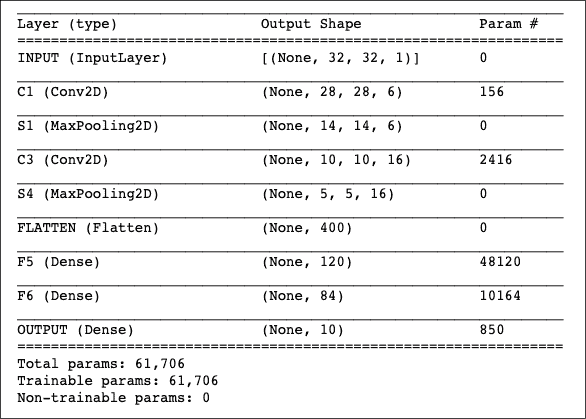 Layer (type) Output Shape Param #
INPUT (InputLayer) [(None, 32, 32, 1)] 0
C1 (Conv2D) (None, 28, 28, 6) 156
S1 (MaxPooling2D) (None, 14, 14, 6) 0
C3 (Conv2D) (None, 10, 10, 16) 2416
S4 (MaxPooling2D) (None, 5, 5, 16) 0
FLATTEN (Flatten) (None, 400) 0
F5 (Dense) (None, 120) 48120
F6 (Dense) (None, 84) 10164
OUTPUT (Dense) (None, 10) 850
Total params: 61,706
Trainable params: 61,706
Non-trainable params: 0